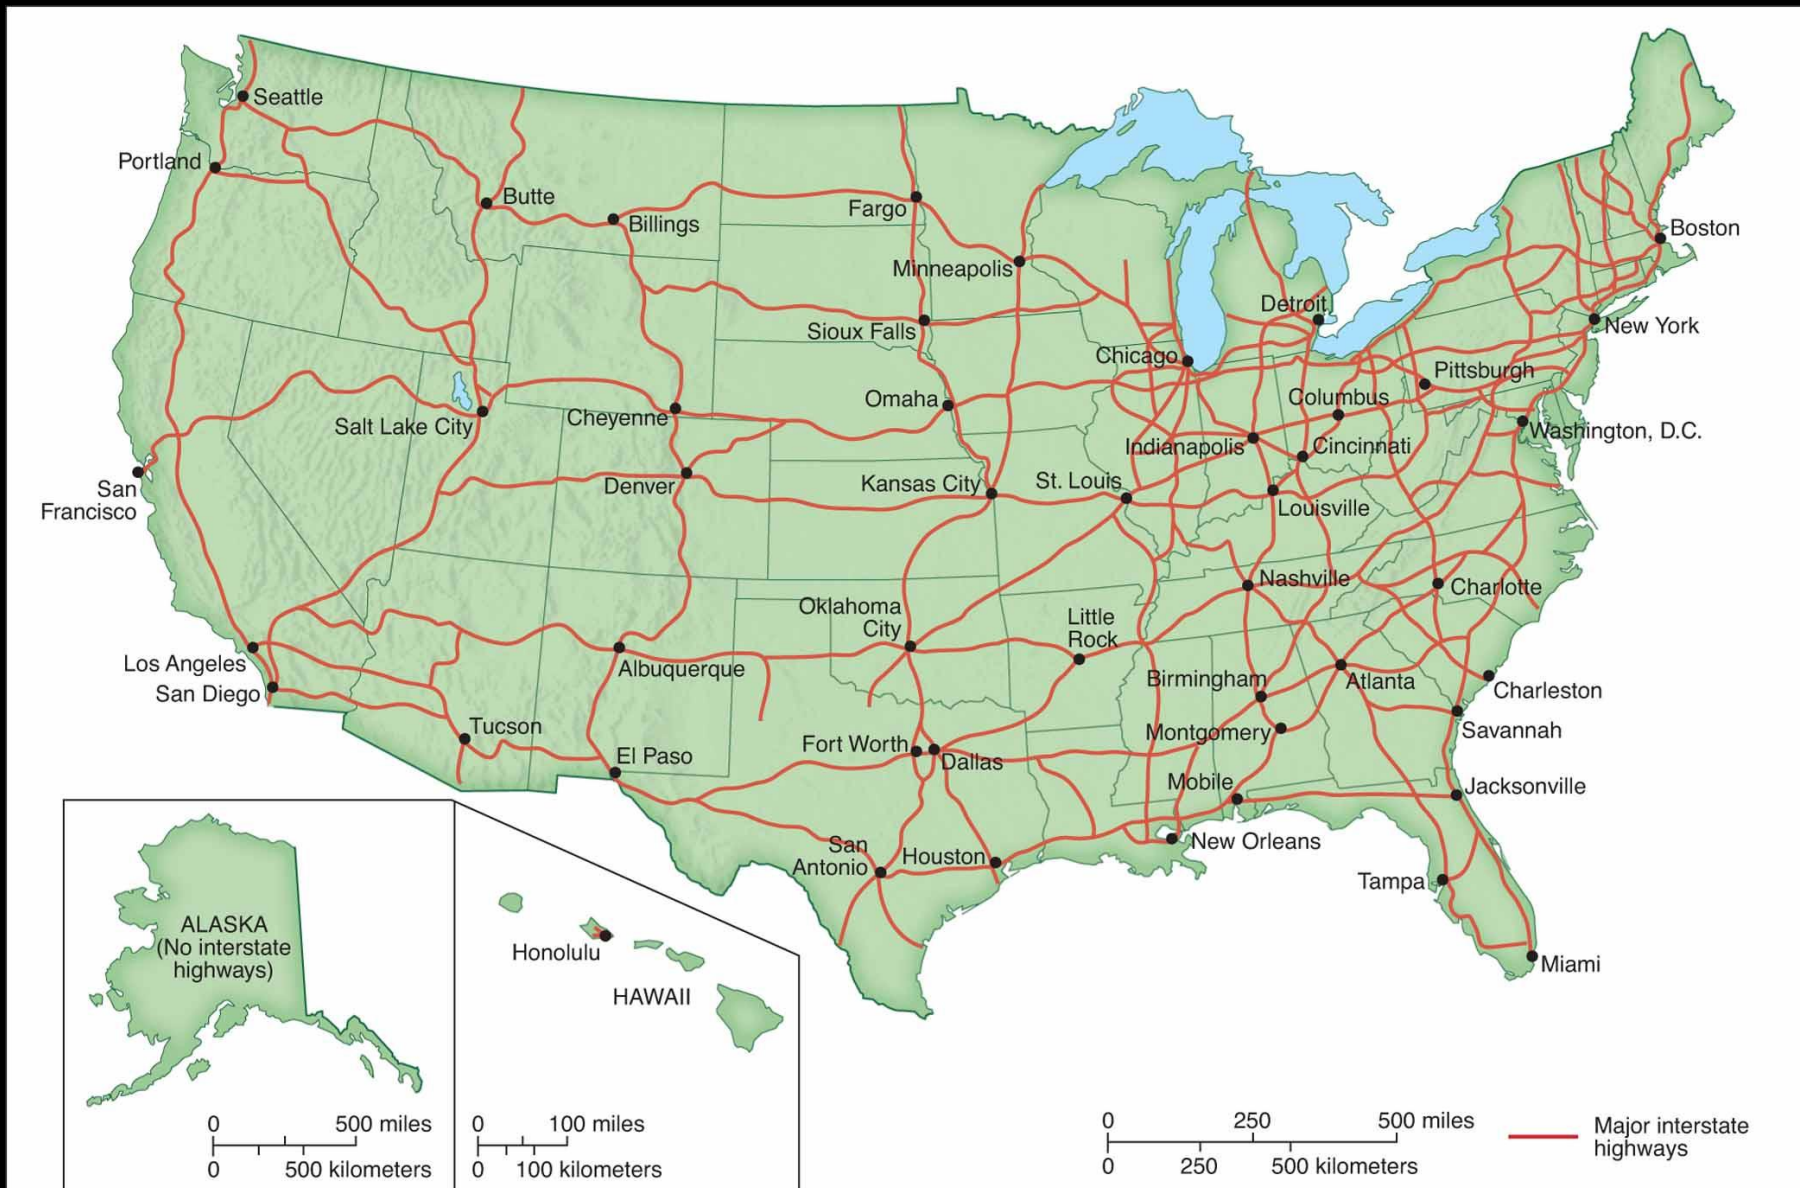 Seattle
Portland
Butte
Billings
Fargo
Minneapolis
Boston
Detroit
Sioux Falls
New York
Chicago
Pittsburgh
Omaha
Columbus
Salt Lake City
Cheyenne
Indianapolis
Cincinnati
Washington, D.C.
San
Francisco
Denver
Kansas City
St. Louis
Louisville
Nashville
Charlotte
Oklahoma
City
Little
Rock
Los Angeles
Albuquerque
San Diego
Birmingham
Atlanta
Charleston
Tucson
Montgomery
Savannah
El Paso
Fort Worth
Dallas
Mobile
Jacksonville
San
Antonio
Houston
New Orleans
Tampa
Miami
ALASKA
(No interstate
highways)
Honolulu
HAWAII
0 500 miles
0 500 kilometers
0 100 miles
0 100 kilometers
0 250 500 miles
0 250 500 kilometers
Major interstate
highways